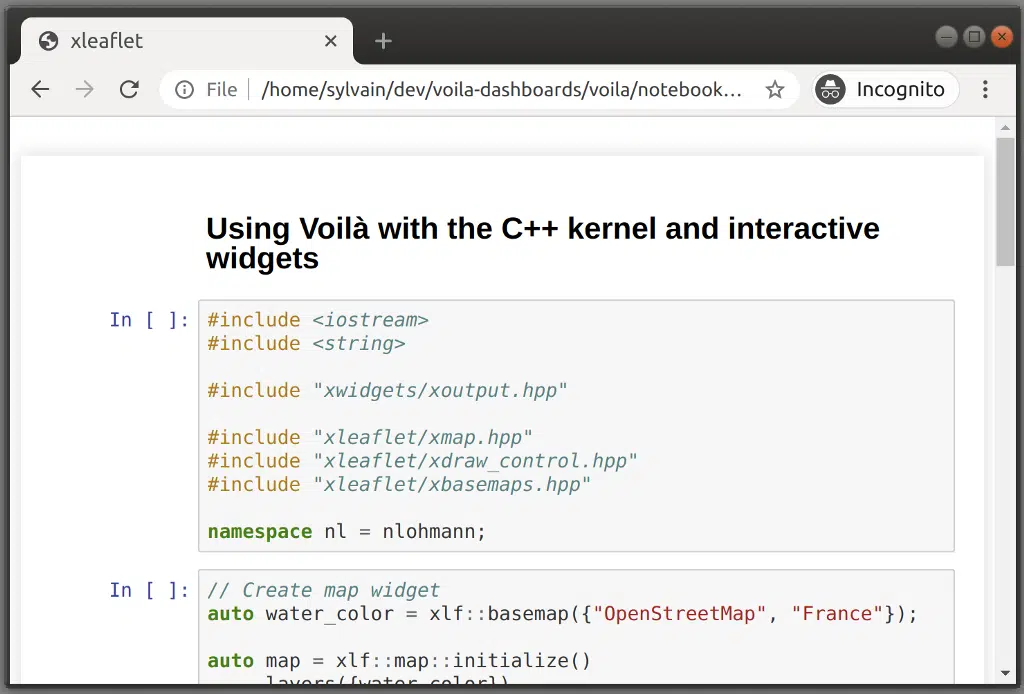 xleaflet
File
/home/sylvain/dev/voila-dashboards/voila/notebook...
Incognito
Using Voilà with the C++ kernel and interactive
widgets
In [ ]:
#include <iostream>
#include <string>
#include "xwidgets/xoutput.hpp"
#include "xleaflet/xmap.hpp"
#include "xleaflet/xdraw_control.hpp"
#include "xleaflet/xbasemaps.hpp"
namespace nl = nlohmann;
In [ ]:
// Create map widget
auto water_color = xlf::basemap({"OpenStreetMap", "France"});
auto map = xlf::map::initialize()
layers({water_color})